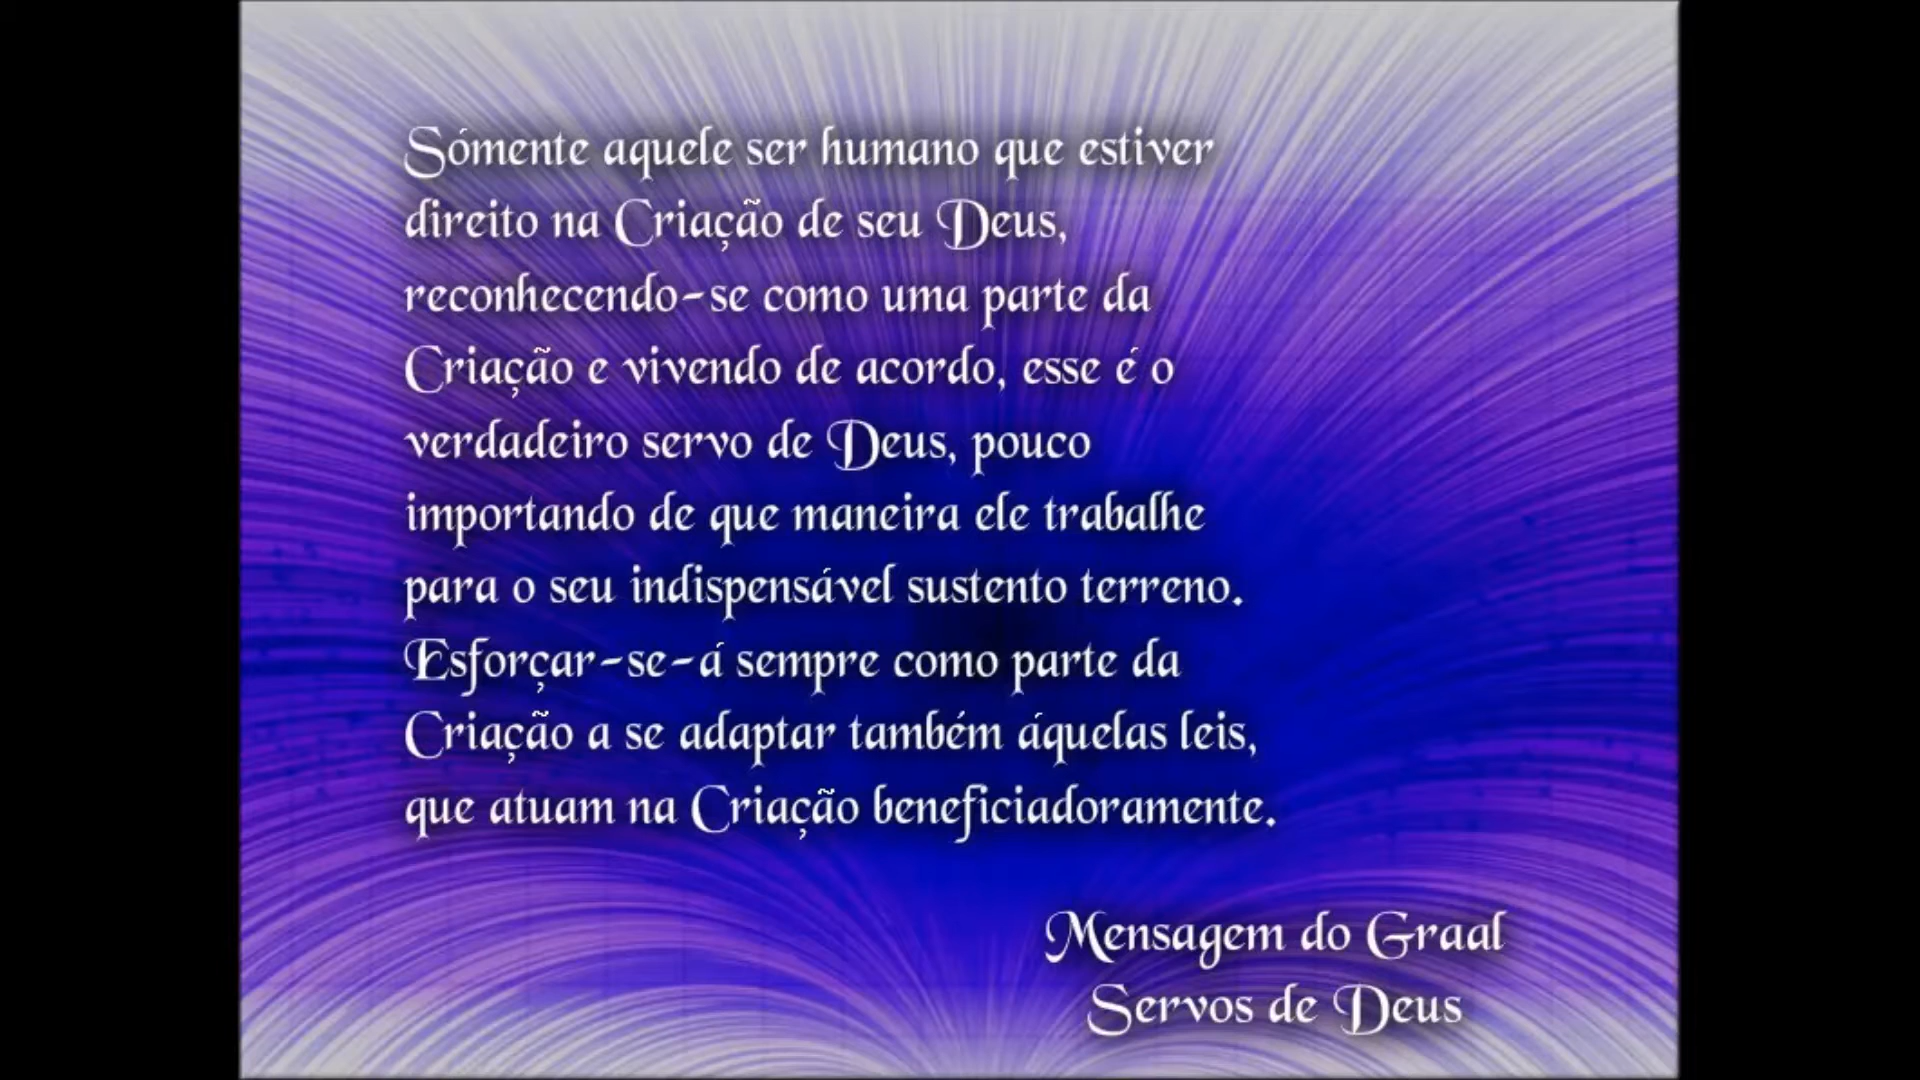 Sómente aquele ser humano que estiver
direito na Criação de seu Deus,
reconhecendo-se como uma parte da
Criação e vivendo de acordo, esse é o
verdadeiro servo de Deus, pouco
importando de que maneira ele trabalhe
para o seu indispensável sustento terreno.
Esforçar-se-á sempre como parte da
Criação a se adaptar também áquelas leis,
que atuam na Criação beneficiadoramente.
Mensagem do Graal
Servos de Deus